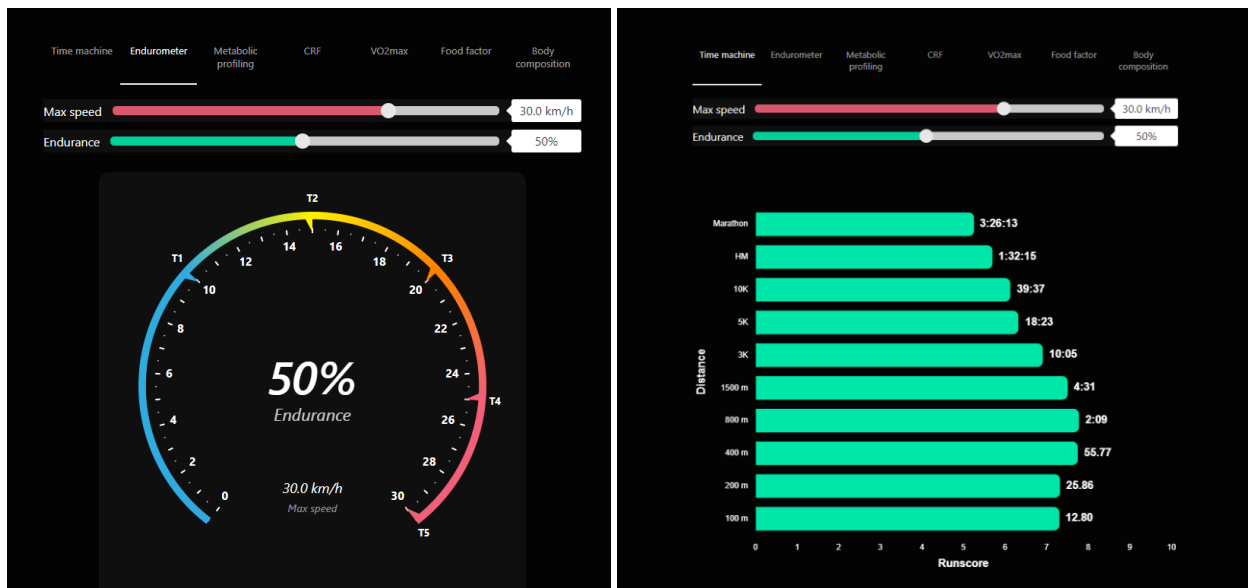 Time machine Endurometer Metabolic profiling CRF VO2max Food factor Body composition
Max speed 30.0 km/h
Endurance 50%
T2
14 16
12 18
T1 T3
10 20
8 22
6 24
T4
4 26
2 28
0 30
T5
50%
Endurance
30.0 km/h
Max speed
Time machine Endurometer Metabolic profiling CRF VO2max Food factor Body composition
Max speed 30.0 km/h
Endurance 50%
Distance
Marathon 3:26:13
HM 1:32:15
10K 39:37
5K 18:23
3K 10:05
1500 m 4:31
800 m 2:09
400 m 55.77
200 m 25.86
100 m 12.80
0 1 2 3 4 5 6 7 8 9 10
Runscore